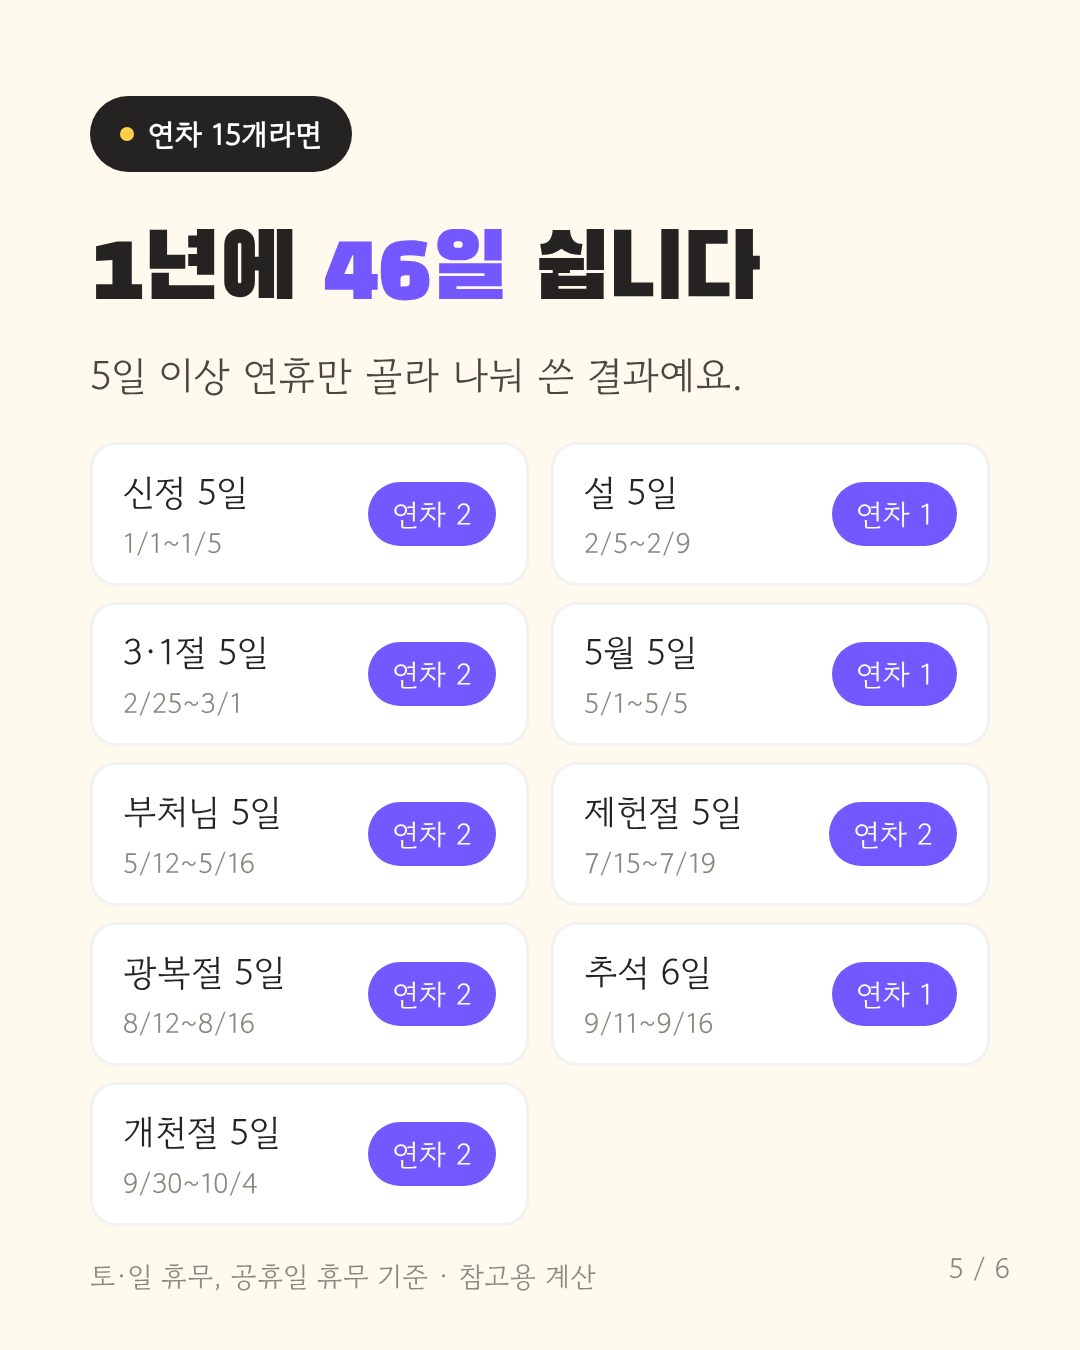 연차 15개라면
1년에 46일 쉽니다
5일 이상 연휴만 골라 나눠 쓴 결과예요.
신정 5일
1/1~1/5
연차 2
설 5일
2/5~2/9
연차 1
3·1절 5일
2/25~3/1
연차 2
5월 5일
5/1~5/5
연차 1
부처님 5일
5/12~5/16
연차 2
제헌절 5일
7/15~7/19
연차 2
광복절 5일
8/12~8/16
연차 2
추석 6일
9/11~9/16
연차 1
개천절 5일
9/30~10/4
연차 2
토·일 휴무, 공휴일 휴무 기준 · 참고용 계산
5 / 6